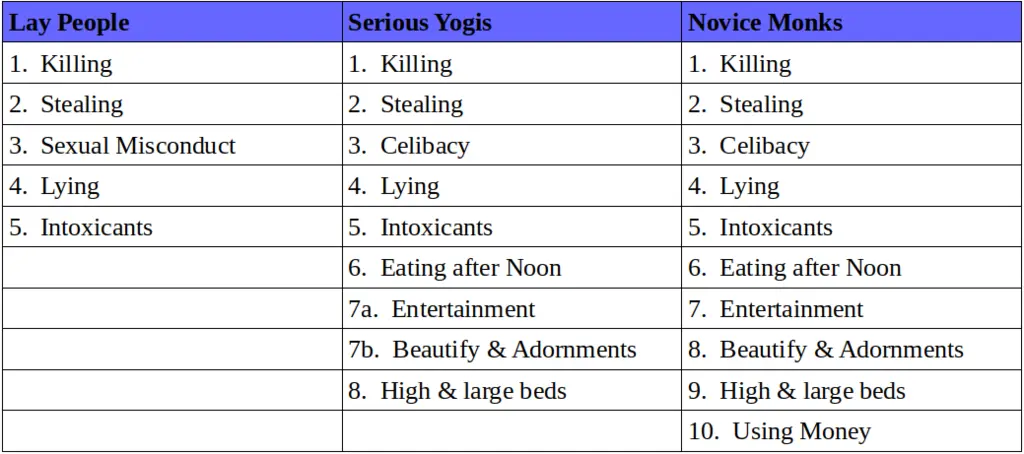 Lay People Serious Yogis Novice Monks
1. Killing 1. Killing 1. Killing
2. Stealing 2. Stealing 2. Stealing
3. Sexual Misconduct 3. Celibacy 3. Celibacy
4. Lying 4. Lying 4. Lying
5. Intoxicants 5. Intoxicants 5. Intoxicants
6. Eating after Noon 6. Eating after Noon
7a. Entertainment 7. Entertainment
7b. Beautify & Adornments 8. Beautify & Adornments
8. High & large beds 9. High & large beds
10. Using Money